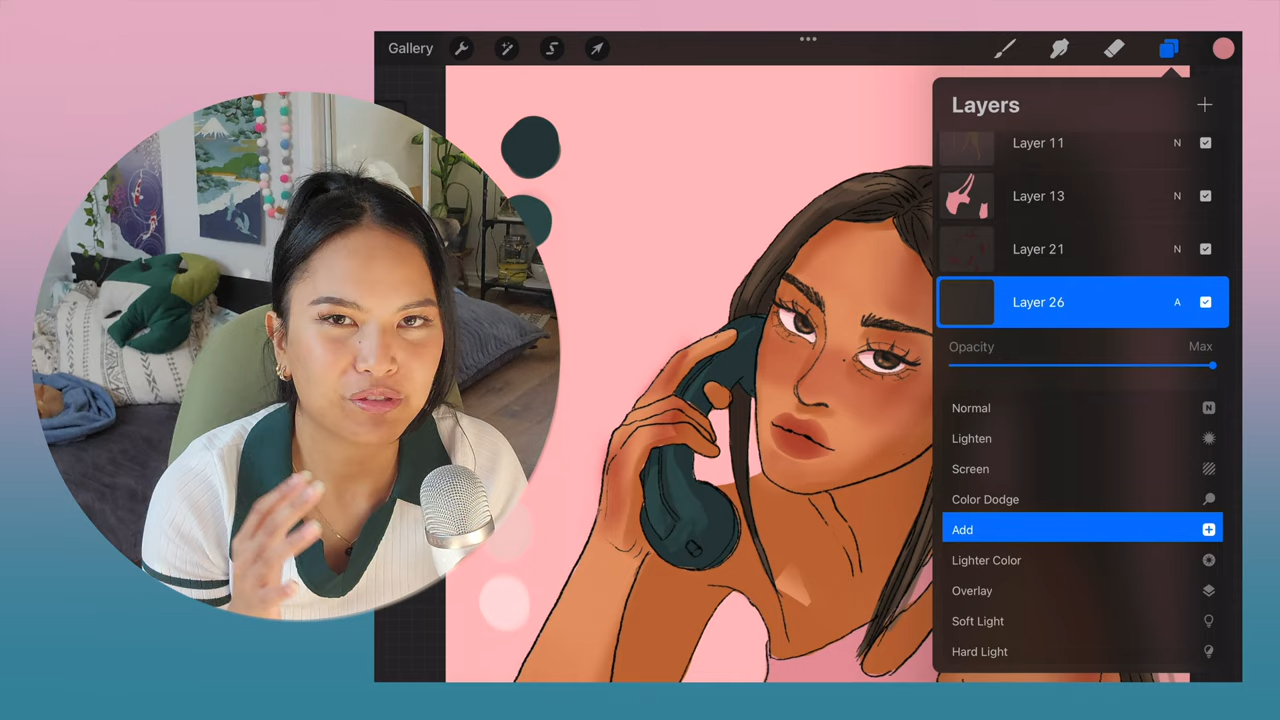 Gallery
Layers
Layer 11 N
Layer 13 N
Layer 21 N
Layer 26 A
Opacity Max
Normal N
Lighten
Screen
Color Dodge
Add
Lighter Color
Overlay
Soft Light
Hard Light